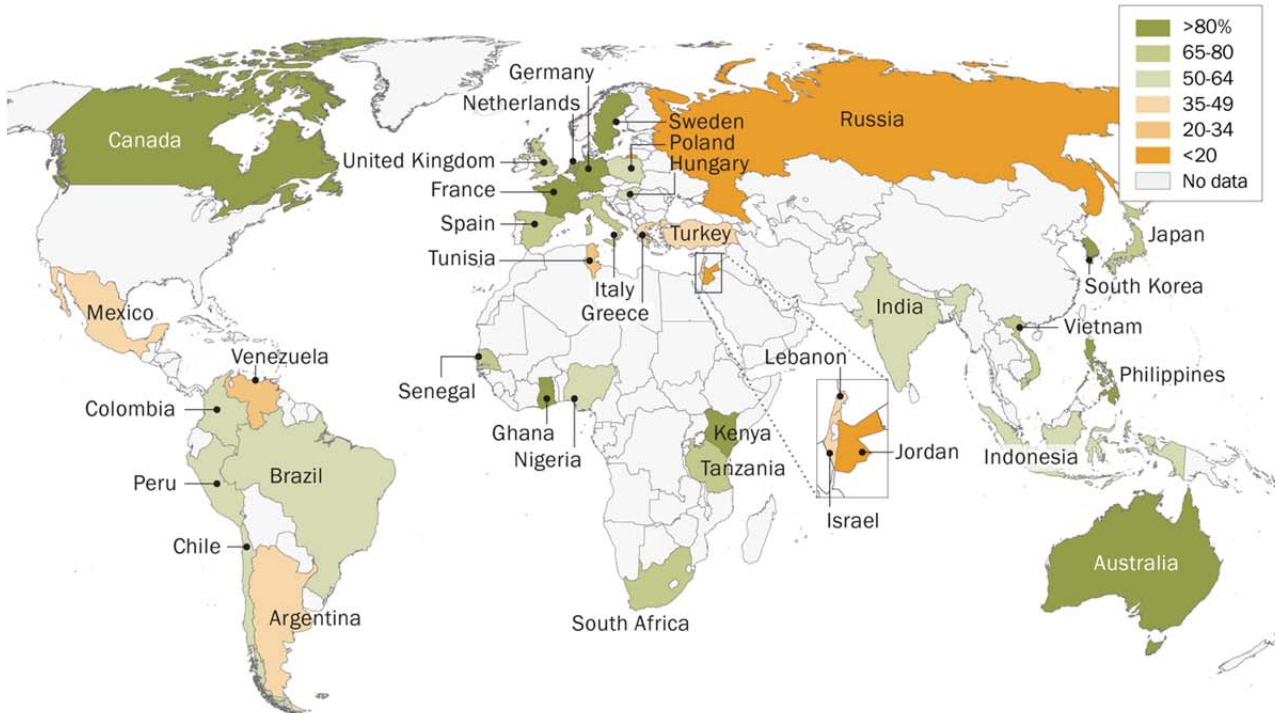 >80%
65-80
50-64
35-49
20-34
<20
No data
Germany
Netherlands
Canada
Sweden
Russia
Poland
United Kingdom
Hungary
France
Spain
Turkey
Japan
Tunisia
South Korea
Italy
Greece
India
Mexico
Vietnam
Venezuela
Lebanon
Senegal
Philippines
Colombia
Ghana
Kenya
Nigeria
Jordan
Indonesia
Tanzania
Brazil
Peru
Israel
Chile
Australia
Argentina
South Africa